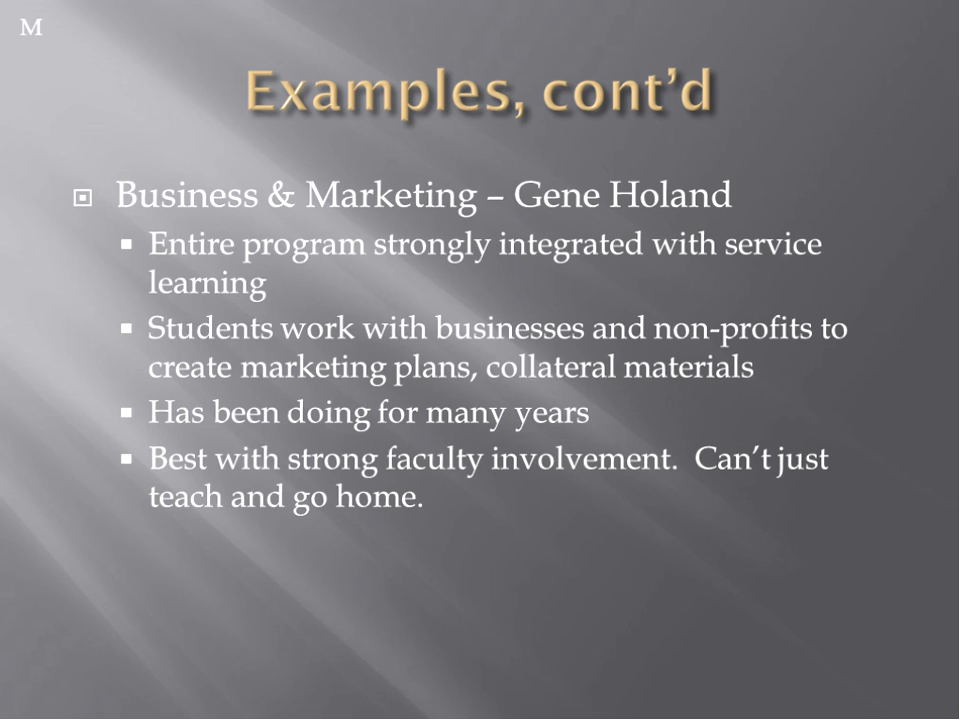 M
Examples, cont’d
Business & Marketing – Gene Holand
Entire program strongly integrated with service
learning
Students work with businesses and non-profits to
create marketing plans, collateral materials
Has been doing for many years
Best with strong faculty involvement.  Can’t just
teach and go home.